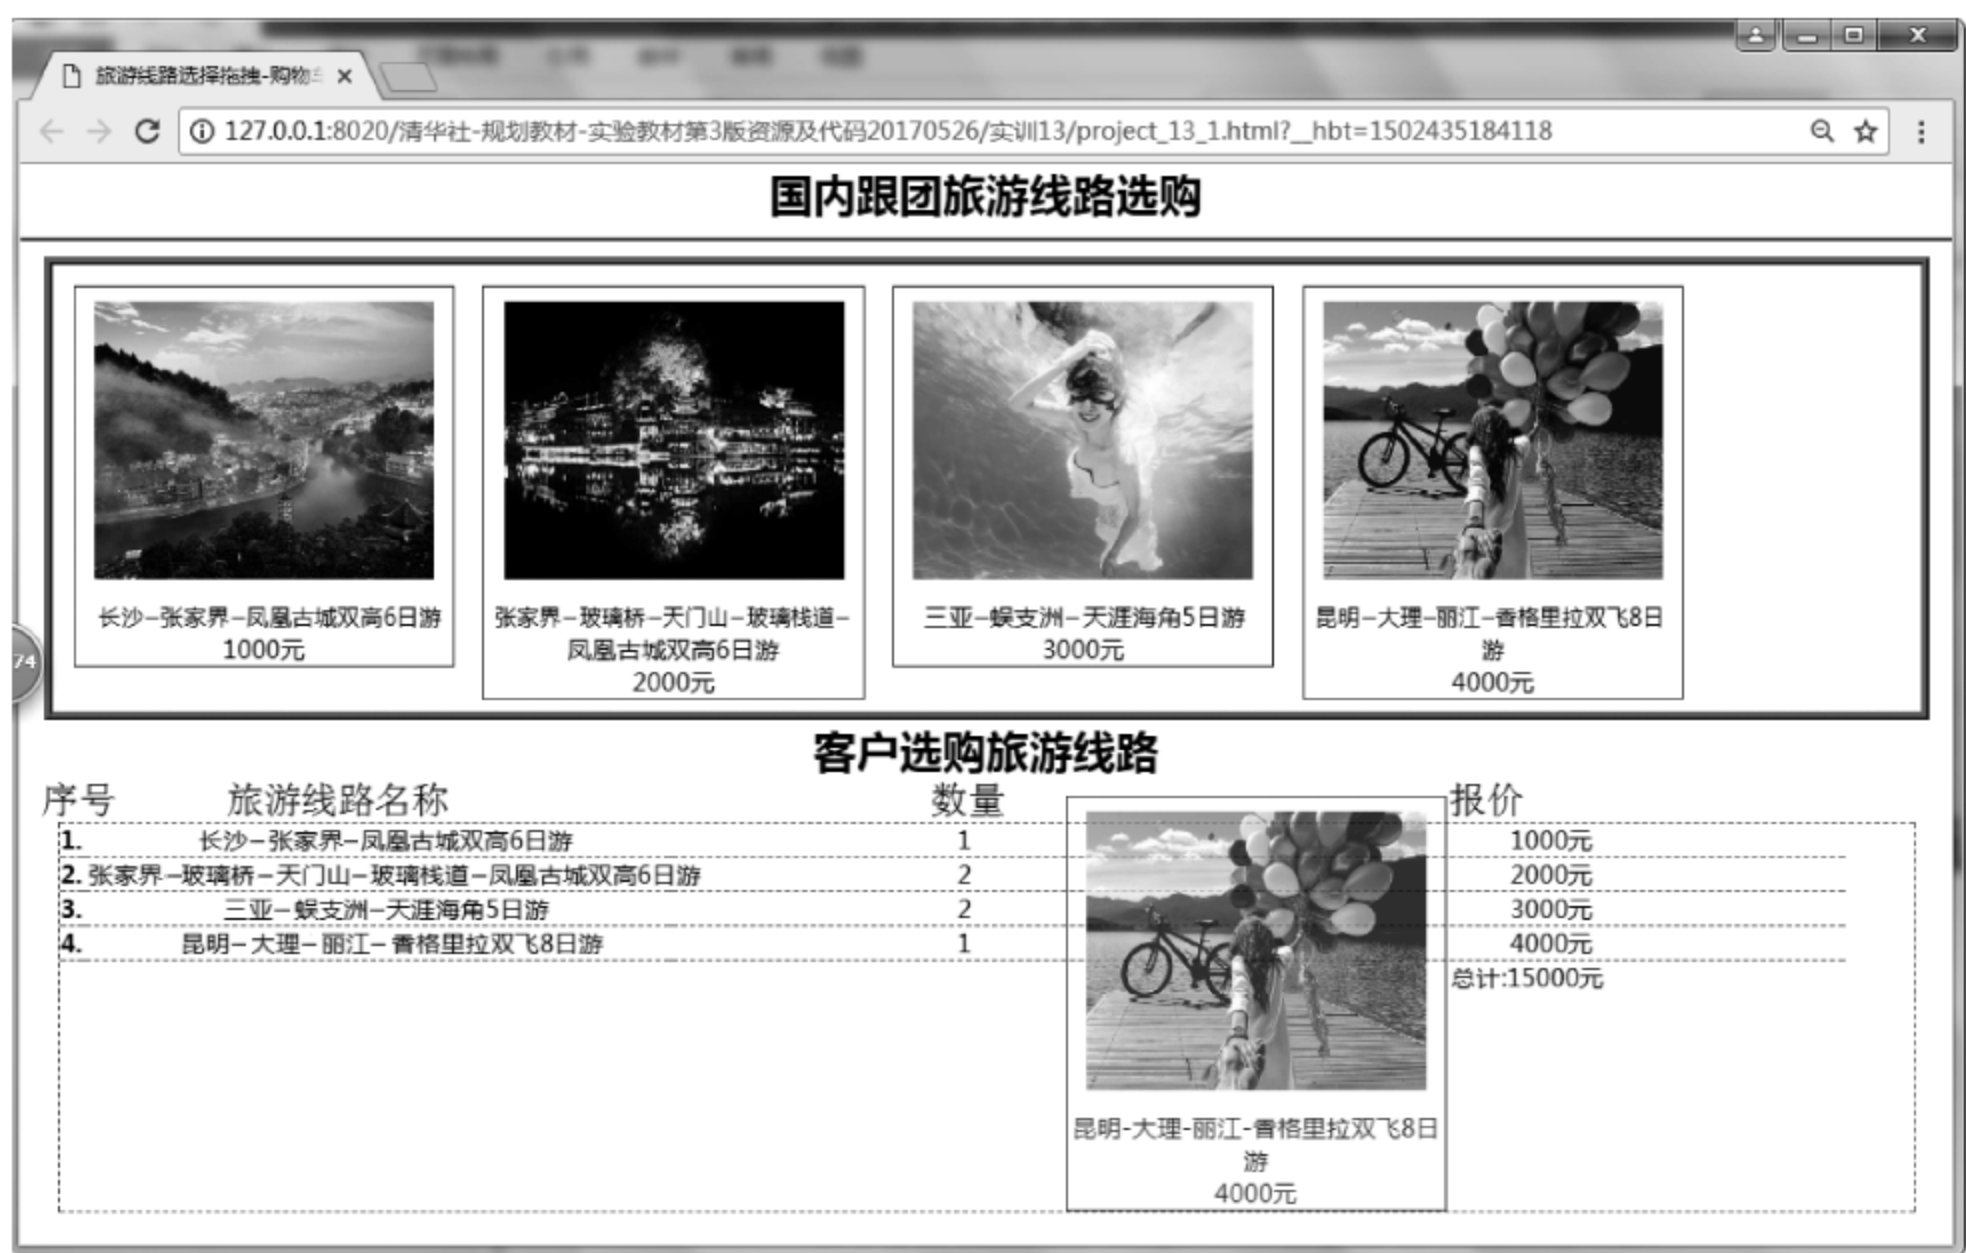 旅游线路选择拖拽-购物
127.0.0.1:8020/清华社-规划教材-实验教材第3版资源及代码20170526/实训13/project_13_1.html?__hbt=1502435184118
国内跟团旅游线路选购
长沙–张家界–凤凰古城双高6日游
1000元
张家界–玻璃桥–天门山–玻璃栈道–
凤凰古城双高6日游
2000元
三亚–蜈支洲–天涯海角5日游
3000元
昆明–大理–丽江–香格里拉双飞8日
游
4000元
74
客户选购旅游线路
序号 旅游线路名称 数量 报价
1. 长沙–张家界–凤凰古城双高6日游 1 1000元
2. 张家界–玻璃桥–天门山–玻璃栈道–凤凰古城双高6日游 2 2000元
3. 三亚–蜈支洲–天涯海角5日游 2 3000元
4. 昆明–大理–丽江–香格里拉双飞8日游 1 4000元
总计:15000元
昆明-大理-丽江-香格里拉双飞8日
游
4000元